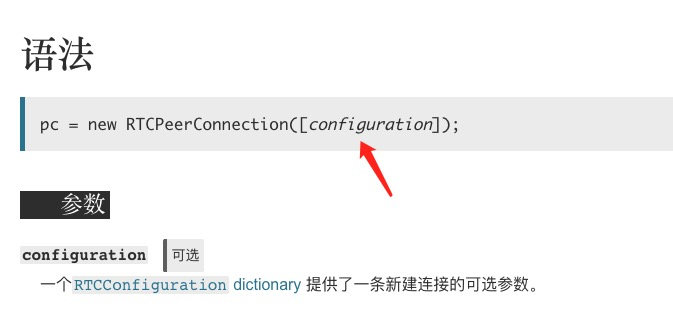 语法
pc = new RTCPeerConnection([configuration]);
参数
configuration 可选
一个RTCConfiguration dictionary 提供了一条新建连接的可选参数。